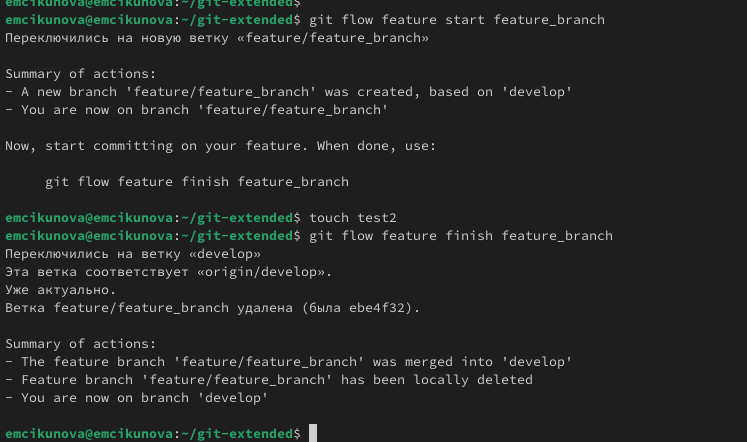 emcikunova@emcikunova:~/git-extended$
emcikunova@emcikunova:~/git-extended$ git flow feature start feature_branch
Переключились на новую ветку «feature/feature_branch»
Summary of actions:
- A new branch 'feature/feature_branch' was created, based on 'develop'
- You are now on branch 'feature/feature_branch'
Now, start committing on your feature. When done, use:
git flow feature finish feature_branch
emcikunova@emcikunova:~/git-extended$ touch test2
emcikunova@emcikunova:~/git-extended$ git flow feature finish feature_branch
Переключились на ветку «develop»
Эта ветка соответствует «origin/develop».
Уже актуально.
Ветка feature/feature_branch удалена (была ebe4f32).
Summary of actions:
- The feature branch 'feature/feature_branch' was merged into 'develop'
- Feature branch 'feature/feature_branch' has been locally deleted
- You are now on branch 'develop'
emcikunova@emcikunova:~/git-extended$